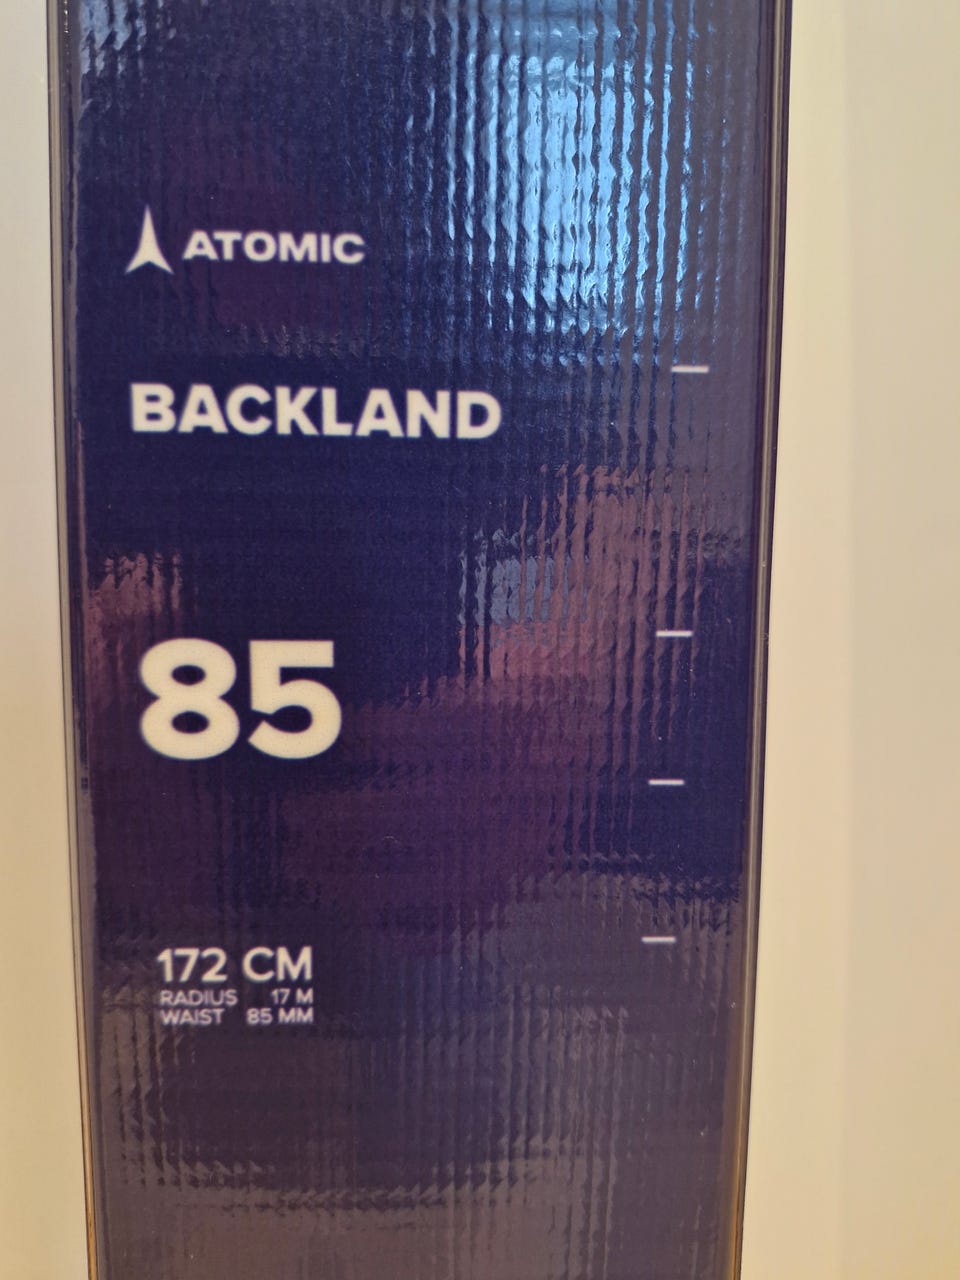 ATOMIC
BACKLAND
85
172 CM
RADIUS 17 M
WAIST 85 MM